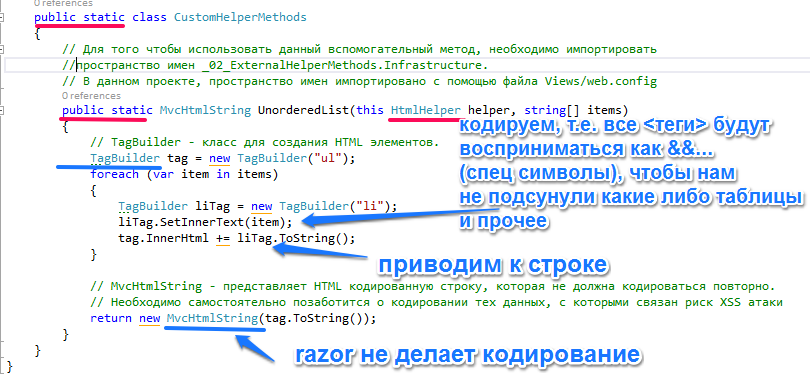 0 references
public static class CustomHelperMethods
{
// Для того чтобы использовать данный вспомогательный метод, необходимо импортировать
//пространство имен _02_ExternalHelperMethods.Infrastructure.
// В данном проекте, пространство имен импортировано с помощью файла Views/web.config
0 references
public static MvcHtmlString UnorderedList(this HtmlHelper helper, string[] items)
{
// TagBuilder - класс для создания HTML элементов.
TagBuilder tag = new TagBuilder("ul");
foreach (var item in items)
{
TagBuilder liTag = new TagBuilder("li");
liTag.SetInnerText(item);
tag.InnerHtml += liTag.ToString();
}
кодируем, т.е. все <теги> будут
восприниматься как &&...
(спец символы), чтобы нам
не подсунули какие либо таблицы
и прочее
приводим к строке
// MvcHtmlString - представляет HTML кодированную строку, которая не должна кодироваться повторно.
// Необходимо самостоятельно позаботится о кодировании тех данных, с которыми связан риск XSS атаки
return new MvcHtmlString(tag.ToString());
}
}
}
razor не делает кодирование